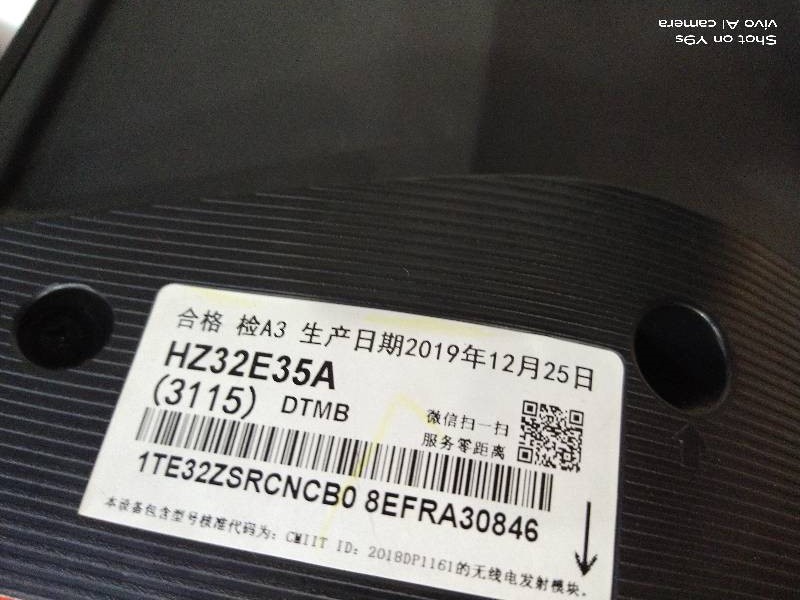 Shot on Y9s
vivo AI camera
合格 检A3 生产日期2019年12月25日
HZ32E35A
(3115) DTMB
微信扫一扫
服务零距离
1TE32ZSRCNCB0 8EFRA30846
本设备包含型号核准代码为：CMIIT ID：2018DP1161的无线电发射模块。